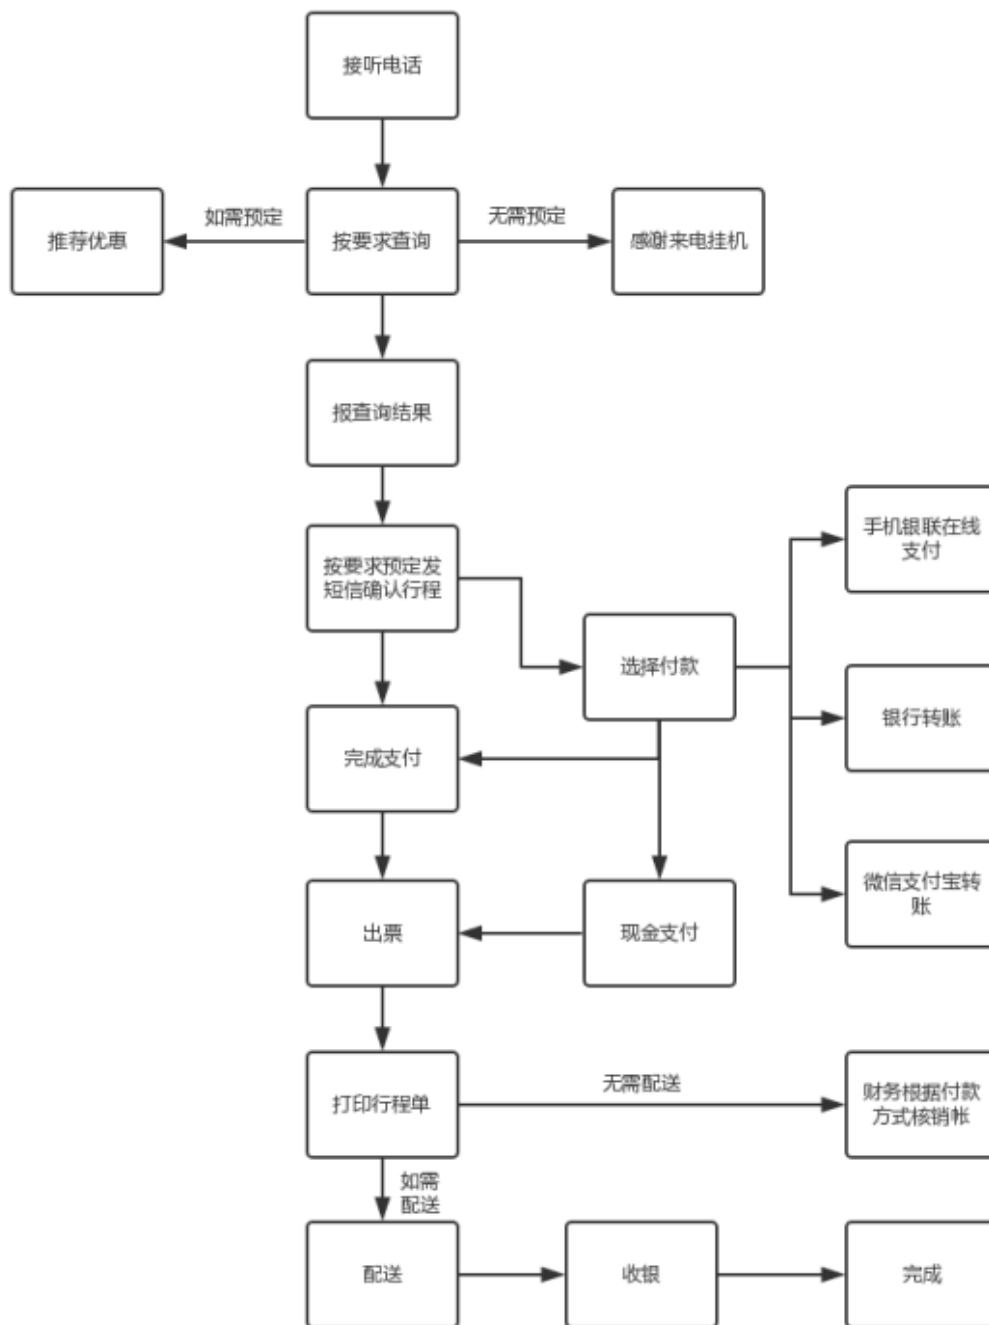 接听电话
如需预定
无需预定
推荐优惠
按要求查询
感谢来电挂机
报查询结果
手机银联在线
支付
按要求预定发
短信确认行程
选择付款
银行转账
完成支付
微信支付宝转
账
出票
现金支付
无需配送
打印行程单
财务根据付款
方式核销帐
如需
配送
配送
收银
完成